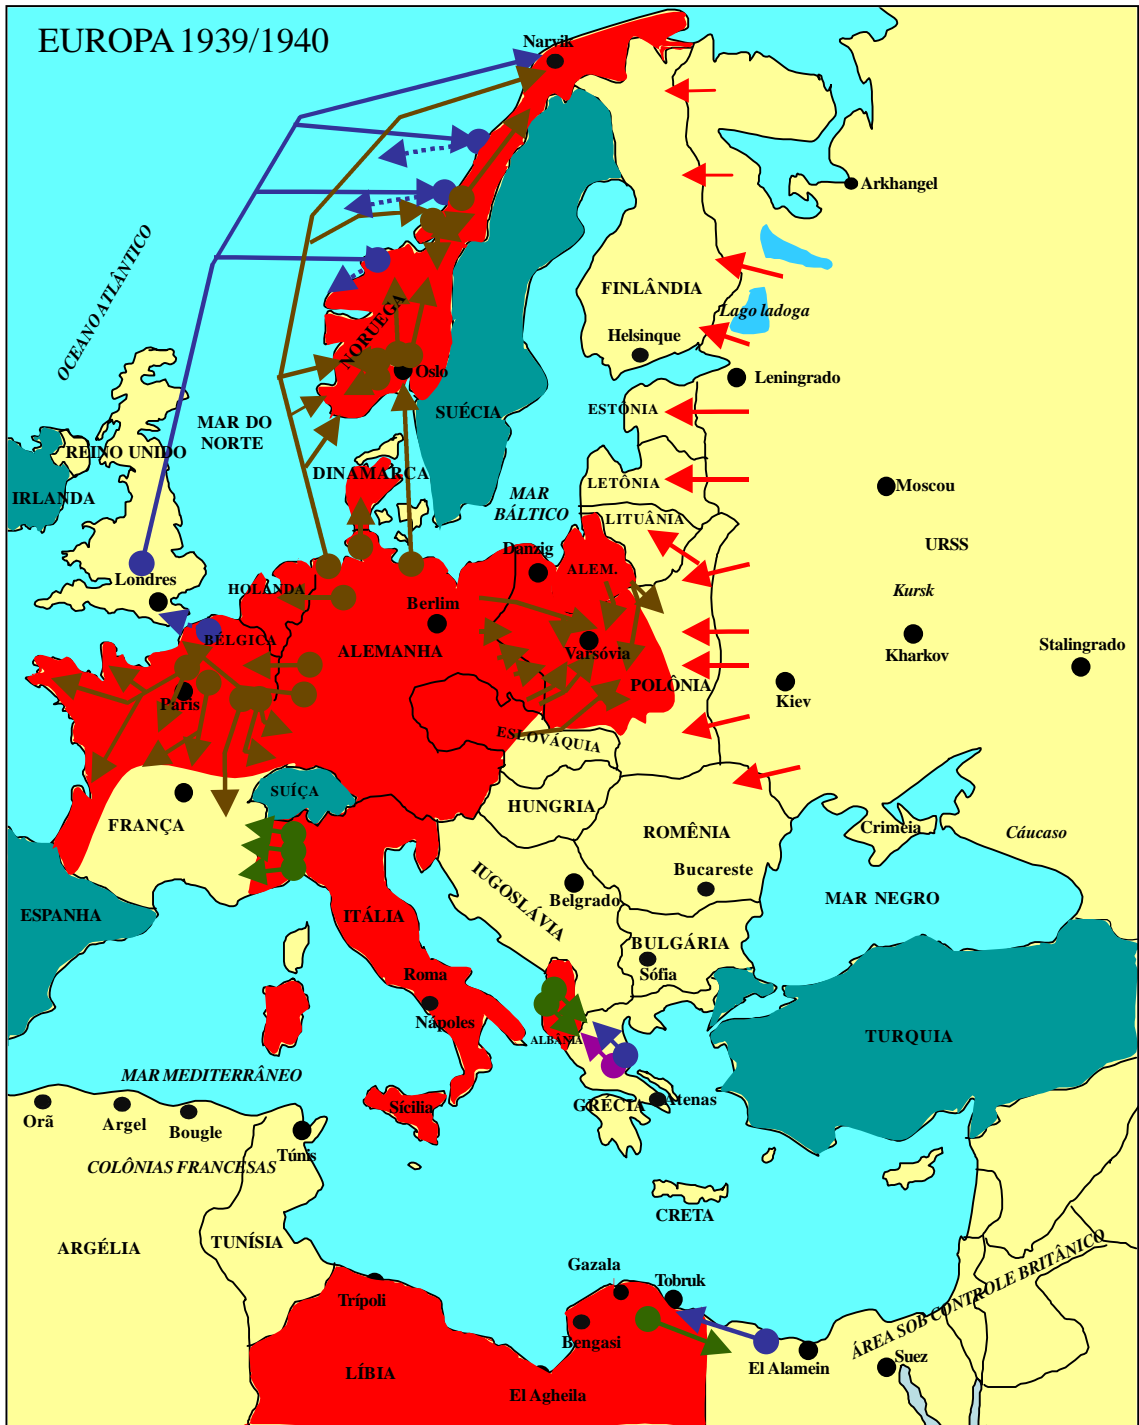 EUROPA 1939/1940
Narvik
Arkhangel
OCEANO ATLÂNTICO
FINLÂNDIA
Lago ladoga
NORUEGA
Helsinque
Oslo
Leningrado
SUÉCIA
ESTÔNIA
MAR DO
NORTE
REINO UNIDO
DINAMARCA
IRLANDA
LETÔNIA
Moscou
MAR
BÁLTICO
LITUÂNIA
URSS
Danzig
ALEM.
Londres
HOLANDA
Berlim
Kursk
BÉLGICA
ALEMANHA
Varsóvia
Kharkov
Stalingrado
POLÔNIA
Paris
Kiev
ESLOVÁQUIA
SUÍÇA
HUNGRIA
FRANÇA
ROMÊNIA
Crimeia
Cáucaso
Bucareste
IUGOSLÁVIA
Belgrado
MAR NEGRO
ESPANHA
ITÁLIA
BULGÁRIA
Sófia
Roma
Nápoles
ALBÂNIA
TURQUIA
MAR MEDITERRÂNEO
Sícilia
GRÉCIA
Atenas
Orã
Argel
Bougle
Túnis
COLÔNIAS FRANCESAS
CRETA
ARGÉLIA
TUNÍSIA
Gazala
Tobruk
ÁREA SOB CONTROLE BRITÂNICO
Trípoli
Bengasi
El Alamein
Suez
LÍBIA
El Agheila